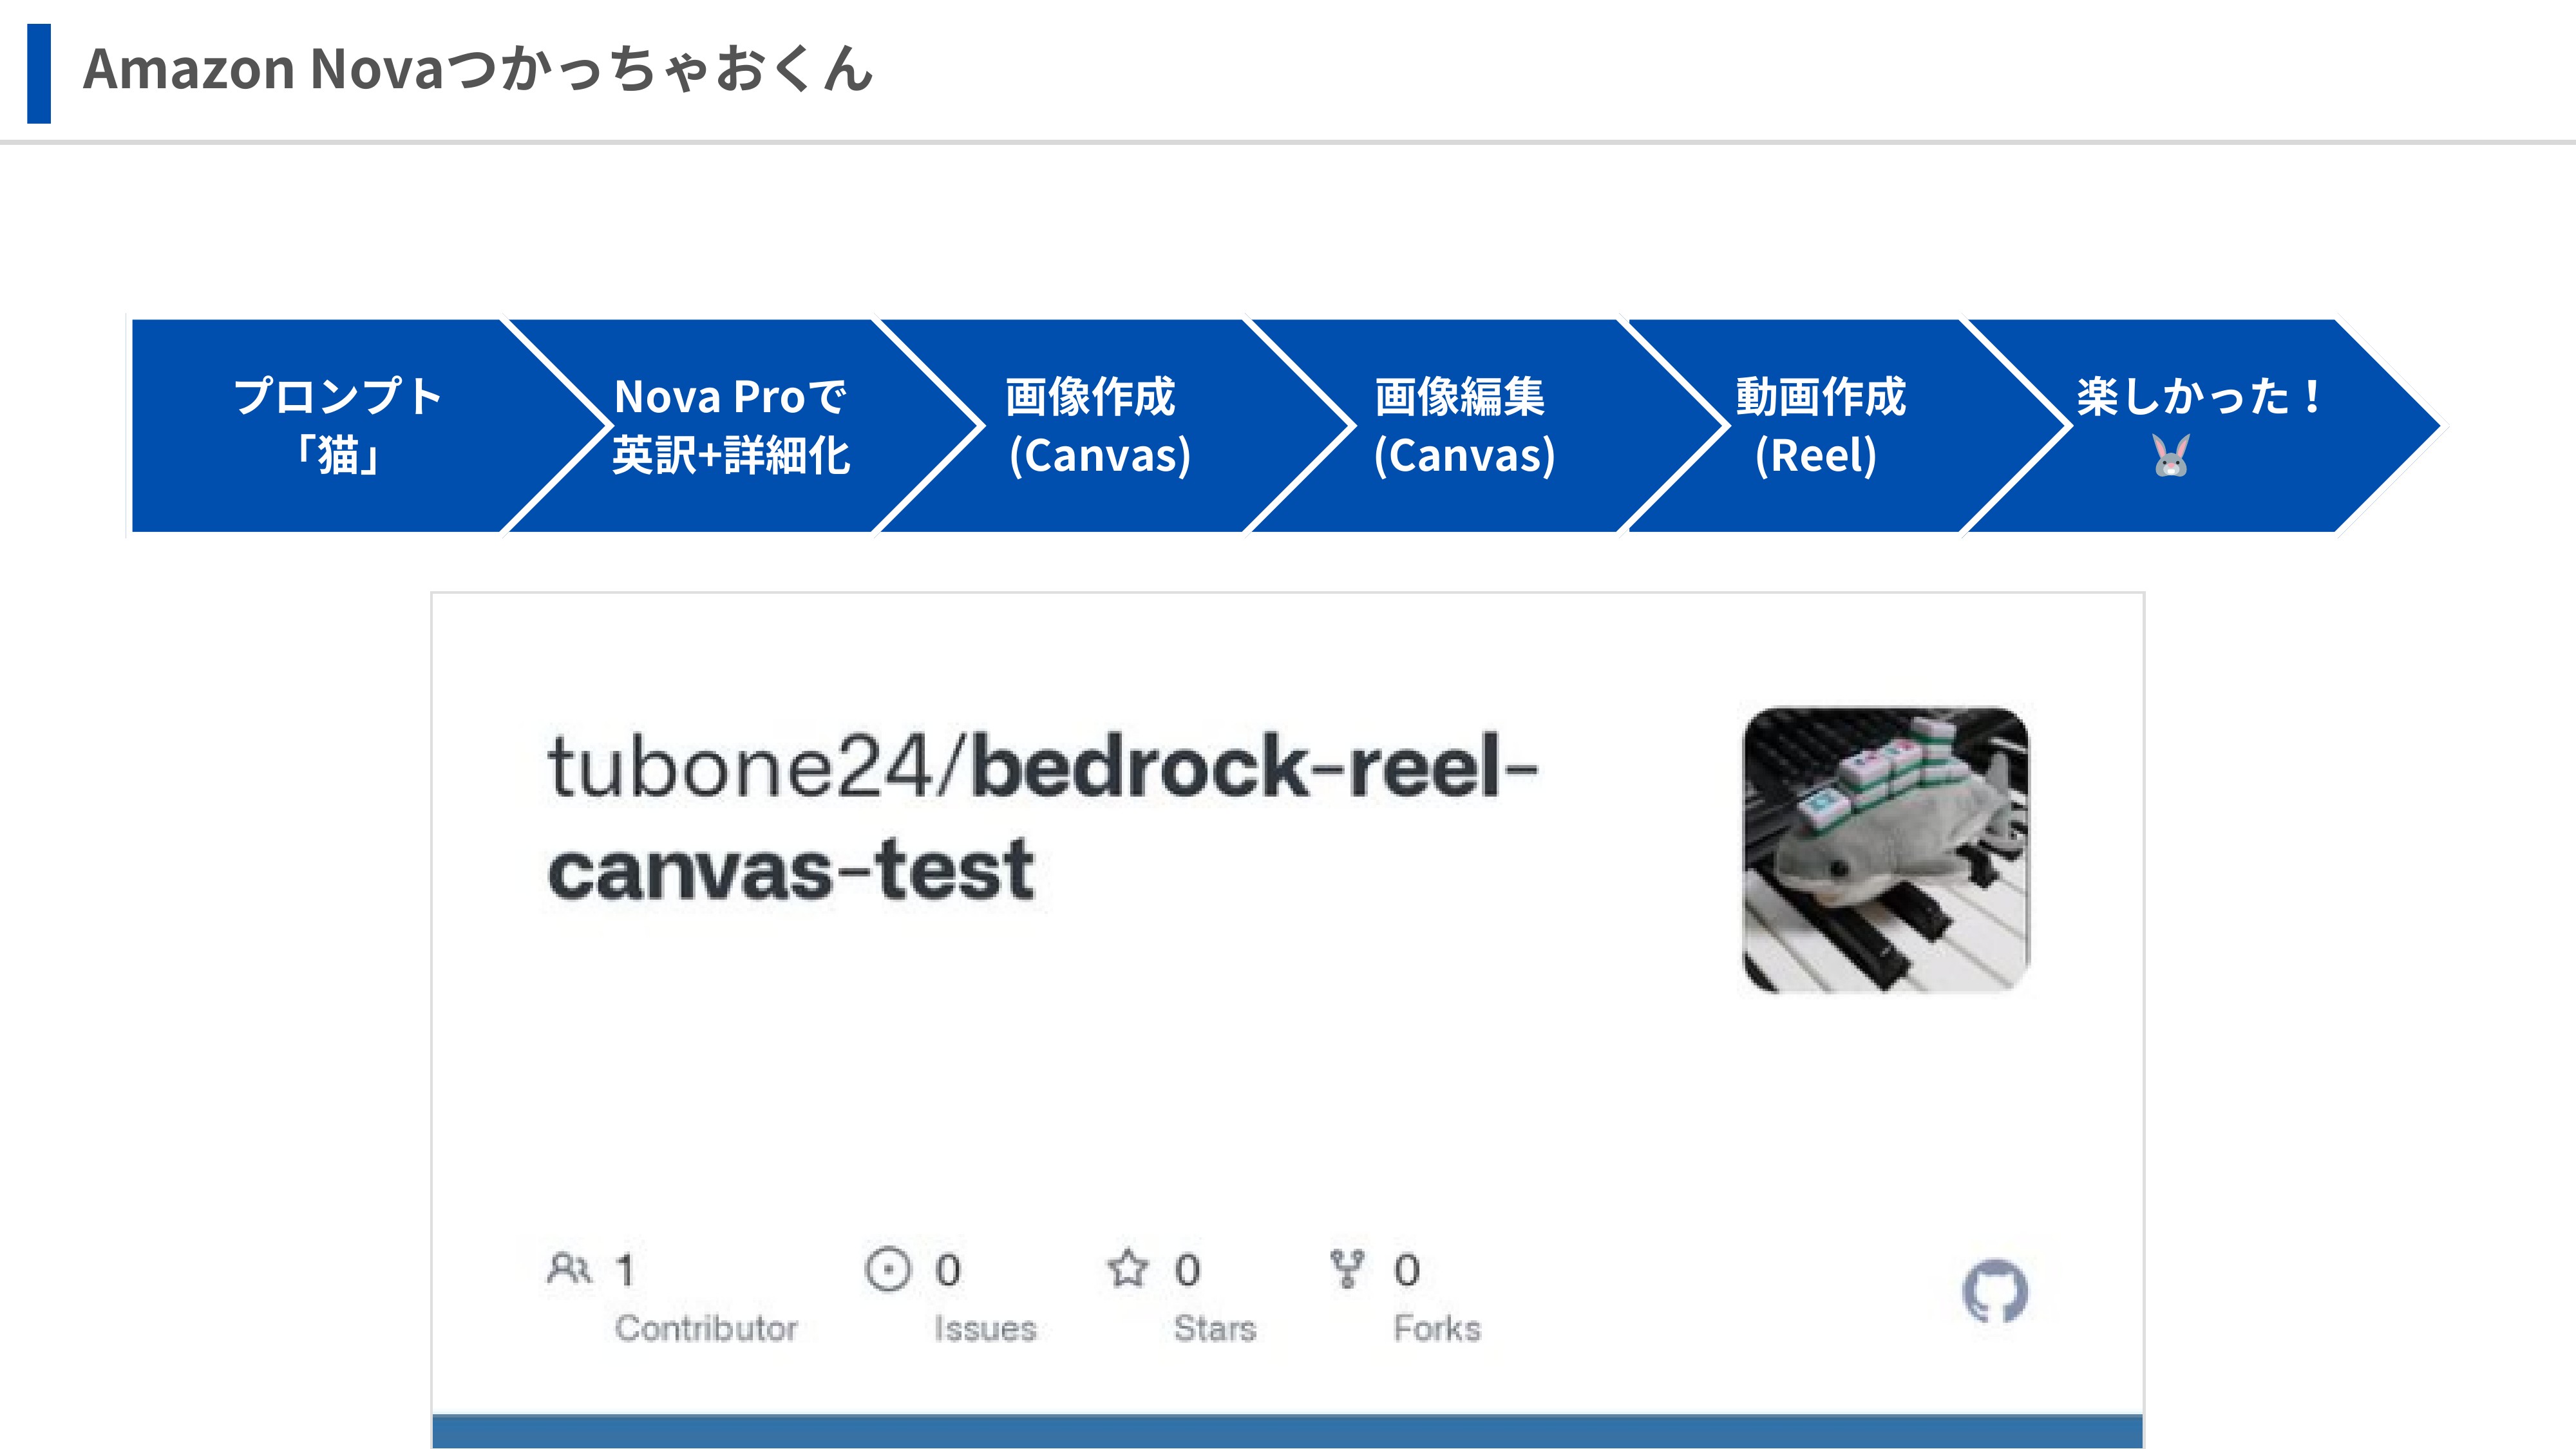 Amazon Novaつかっちゃおくん
プロンプト
「猫」
Nova Proで
英訳+詳細化
画像作成
(Canvas)
画像編集
(Canvas)
動画作成
(Reel)
楽しかった！
🐰
tubone24/bedrock-reel-
canvas-test
1
Contributor
0
Issues
0
Stars
0
Forks